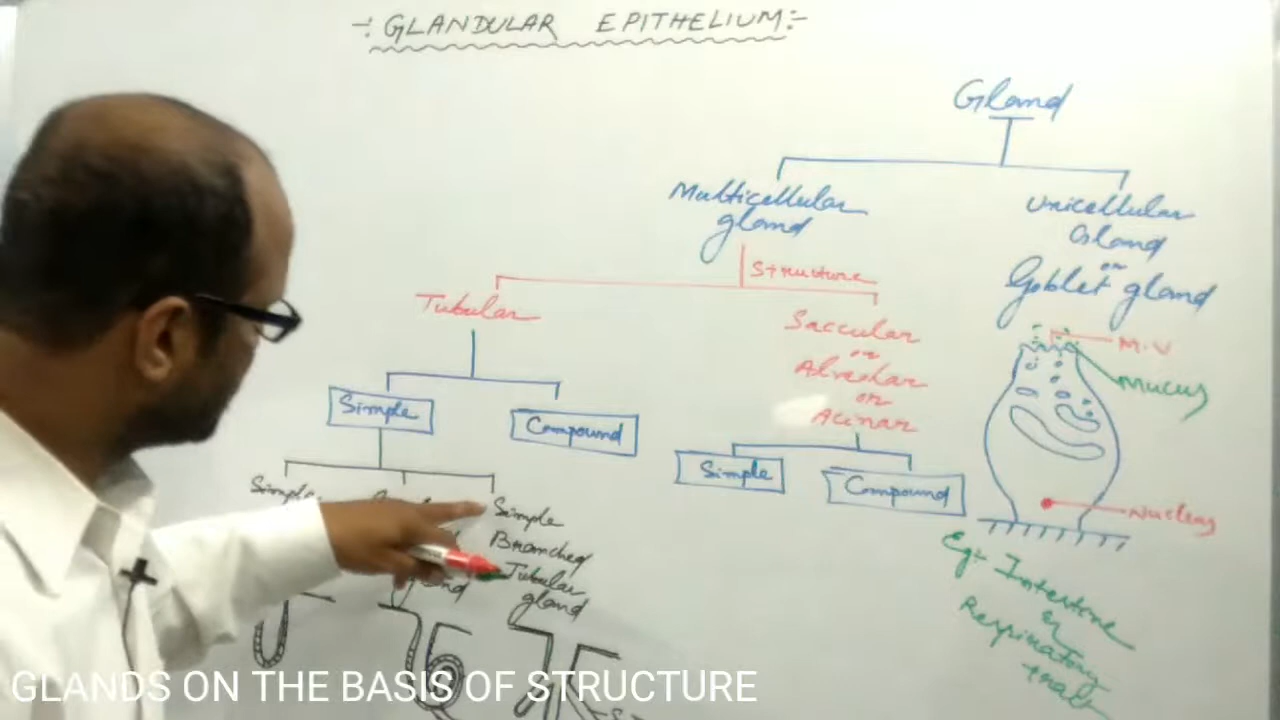 -: GLANDULAR EPITHELIUM:-
Gland
Multicellular
gland
Unicellular
Gland
or
Goblet gland
Structure
Tubular
Saccular
or
Alveolar
or
Acinar
Simple
Compound
Simple
Compound
M.V
Mucus
Nucleus
Eg:- Intestine
or
Respiratory
tract
Simple
Simple
Branched
Tubular
gland
GLANDS ON THE BASIS OF STRUCTURE